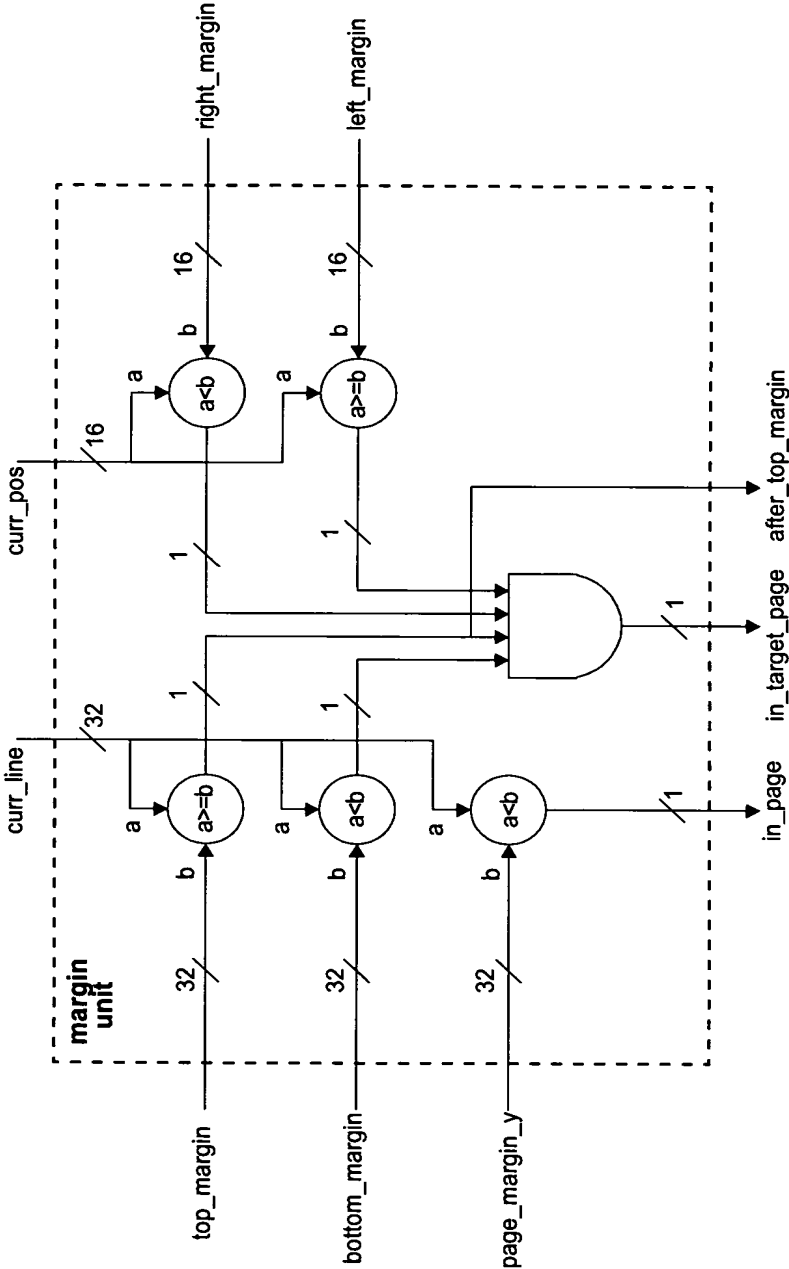 curr_line
curr_pos
margin
unit
32
16
top_margin
32
b
a
a>=b
1
1
a<b
a
b
16
right_margin
bottom_margin
32
b
a
a<b
1
1
a>=b
a
b
16
left_margin
page_margin_y
32
b
a
a<b
1
1
in_page
in_target_page
after_top_margin